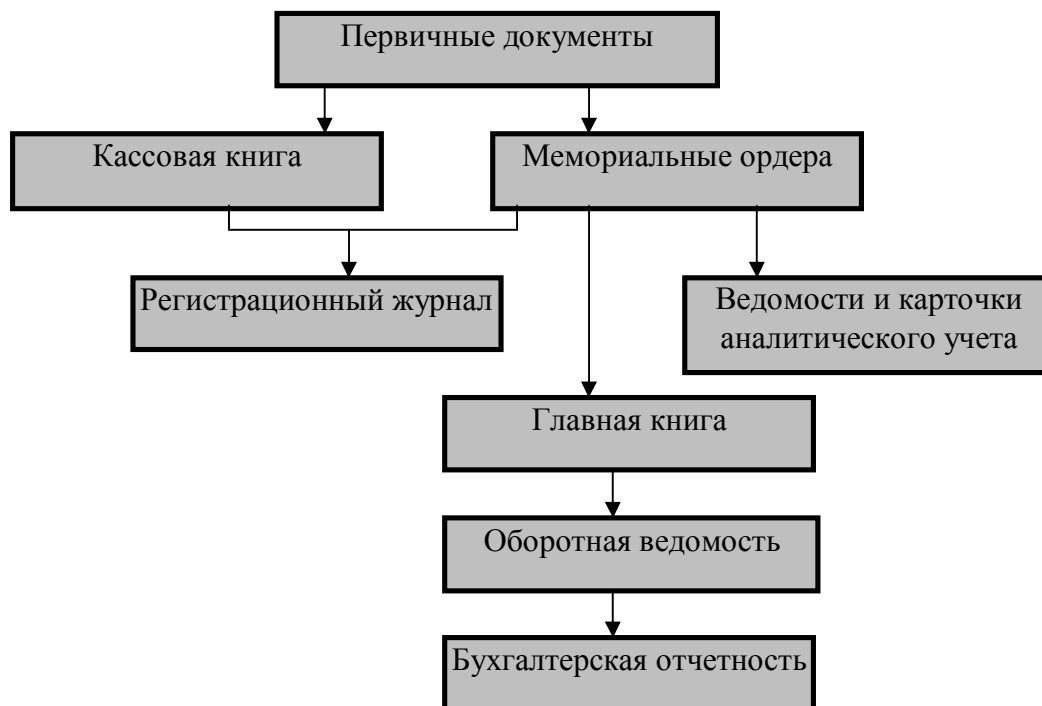 Первичные документы
Кассовая книга
Мемориальные ордера
Регистрационный журнал
Ведомости и карточки
аналитического учета
Главная книга
Оборотная ведомость
Бухгалтерская отчетность